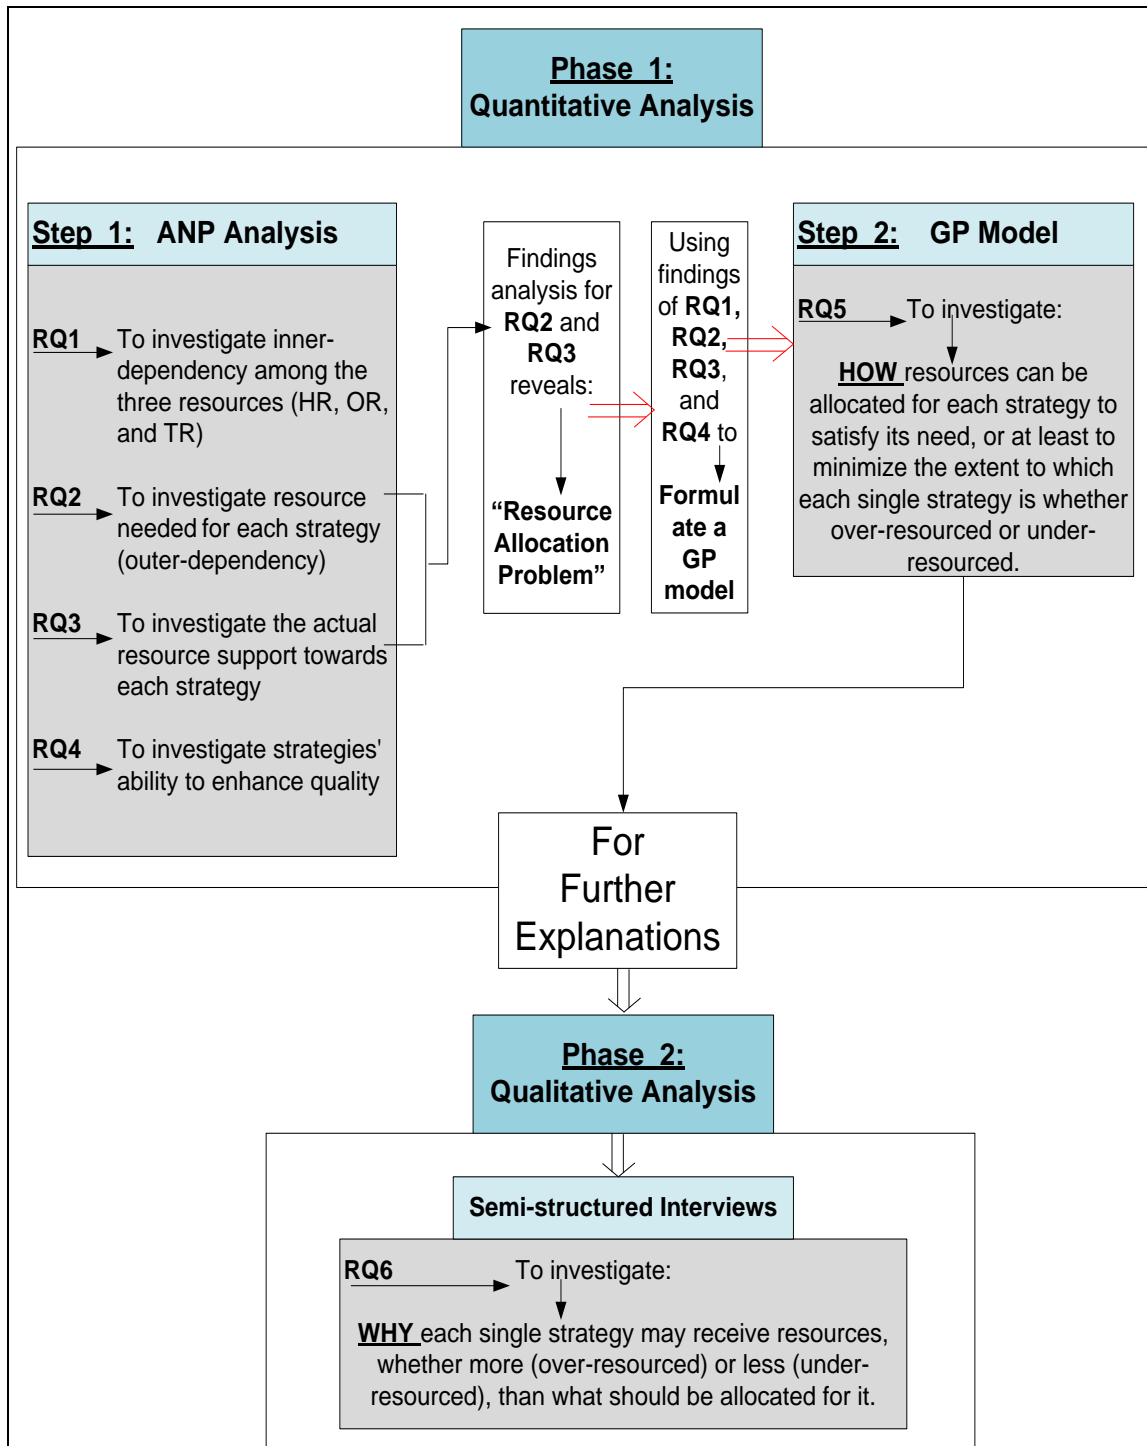 Phase 1:
Quantitative Analysis
Step 1: ANP Analysis
RQ1
To investigate inner-
dependency among the
three resources (HR, OR,
and TR)
RQ2
To investigate resource
needed for each strategy
(outer-dependency)
RQ3
To investigate the actual
resource support towards
each strategy
RQ4
To investigate strategies'
ability to enhance quality
Findings
analysis for
RQ2 and
RQ3
reveals:
“Resource
Allocation
Problem”
Using
findings
of RQ1,
RQ2,
RQ3,
and
RQ4 to
Formul
ate a
GP
model
Step 2: GP Model
RQ5
To investigate:
HOW resources can be
allocated for each strategy to
satisfy its need, or at least to
minimize the extent to which
each single strategy is whether
over-resourced or under-
resourced.
For
Further
Explanations
Phase 2:
Qualitative Analysis
Semi-structured Interviews
RQ6
To investigate:
WHY each single strategy may receive resources,
whether more (over-resourced) or less (under-
resourced), than what should be allocated for it.